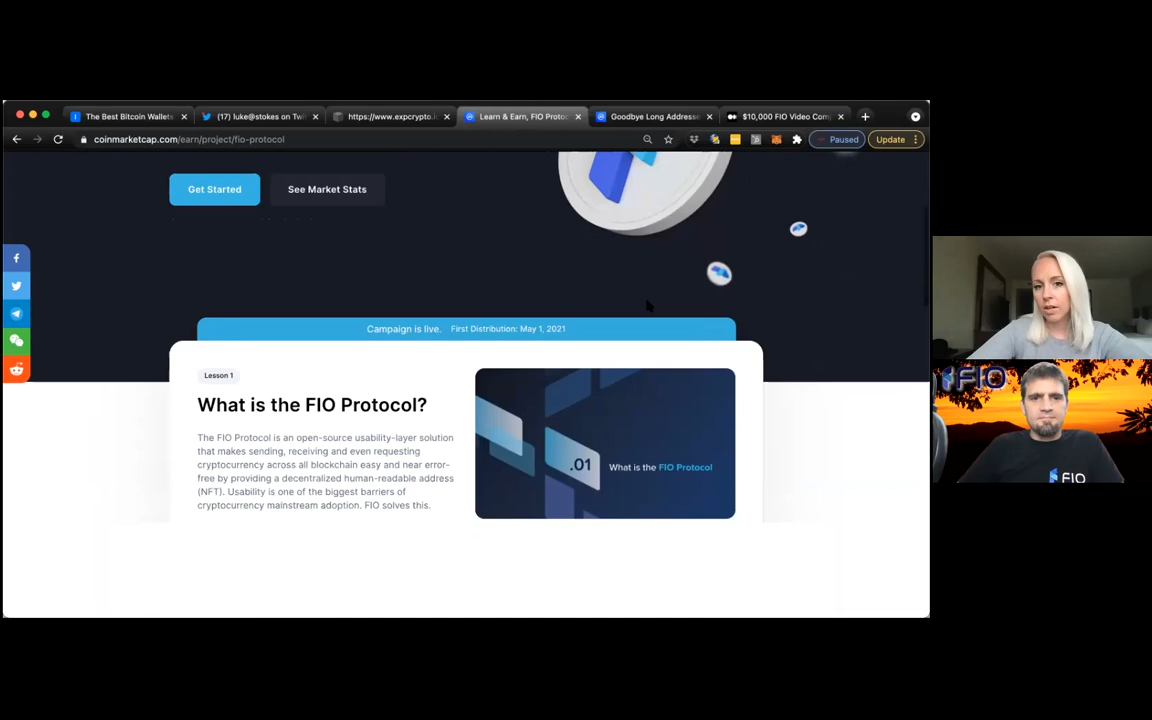 The Best Bitcoin Wallets
(17) luke@stokes on Twi
https://www.expcrypto.i
Learn & Earn, FIO Protoc
Goodbye Long Address
$10,000 FIO Video Com
coinmarketcap.com/earn/project/fio-protocol
Paused
Update
Get Started
See Market Stats
Campaign is live. First Distribution: May 1, 2021
Lesson 1
What is the FIO Protocol?
The FIO Protocol is an open-source usability-layer solution
that makes sending, receiving and even requesting
cryptocurrency across all blockchain easy and near error-
free by providing a decentralized human-readable address
(NFT). Usability is one of the biggest barriers of
cryptocurrency mainstream adoption. FIO solves this.
.01
What is the FIO Protocol
FIO
FIO